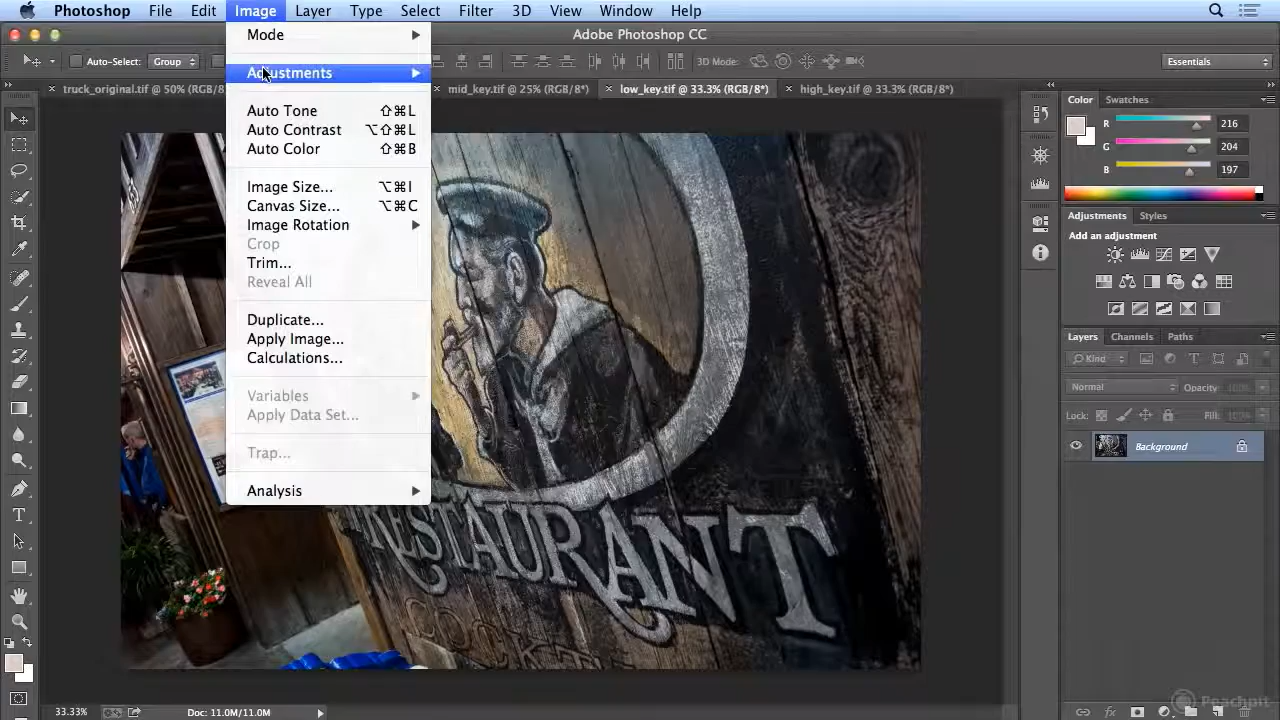 Photoshop File Edit Image Layer Type Select Filter 3D View Window Help
Adobe Photoshop CC
Auto-Select: Group
3D Mode:
Essentials
truck_original.tif @ 50% (RGB/8
mid_key.tif @ 25% (RGB/8*)
low_key.tif @ 33.3% (RGB/8*)
high_key.tif @ 33.3% (RGB/8*)
Mode
Adjustments
Auto Tone ⇧⌘L
Auto Contrast ⌥⇧⌘L
Auto Color ⇧⌘B
Image Size... ⌥⌘I
Canvas Size... ⌥⌘C
Image Rotation
Crop
Trim...
Reveal All
Duplicate...
Apply Image...
Calculations...
Variables
Apply Data Set...
Trap...
Analysis
RESTAURANT
COCKT
Color Swatches
R 216
G 204
B 197
Adjustments Styles
Add an adjustment
Layers Channels Paths
Kind
Normal Opacity: 100%
Lock: Fill: 100%
Background
33.33% Doc: 11.0M/11.0M
Peachpit